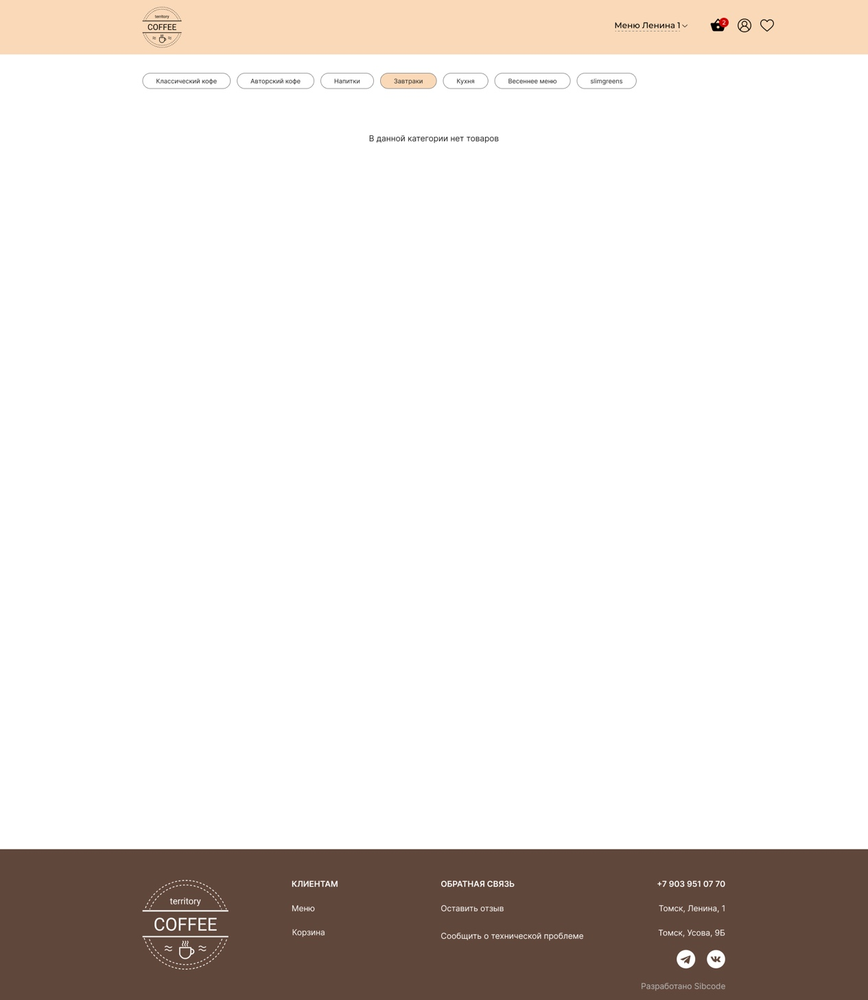 territory
COFFEE
Меню Ленина 1
2
Классический кофе
Авторский кофе
Напитки
Завтраки
Кухня
Весеннее меню
slimgreens
В данной категории нет товаров
territory
COFFEE
КЛИЕНТАМ
Меню
Корзина
ОБРАТНАЯ СВЯЗЬ
Оставить отзыв
Сообщить о технической проблеме
+7 903 951 07 70
Томск, Ленина, 1
Томск, Усова, 9Б
Разработано Sibcode